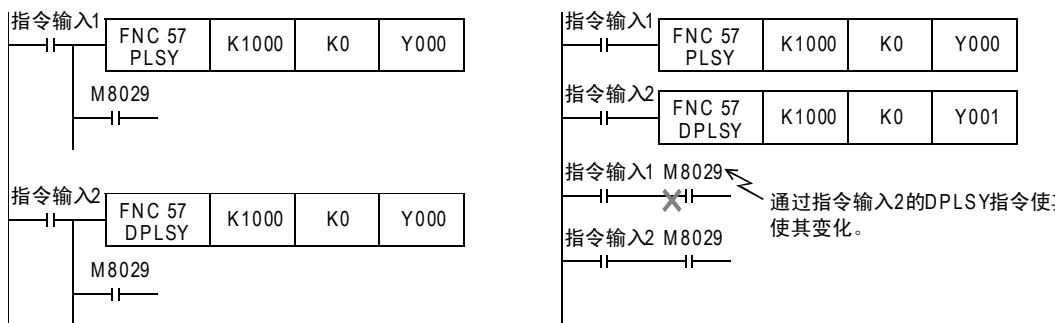 指令输入1
FNC 57
PLSY
K1000
K0
Y000
M8029
指令输入2
FNC 57
DPLSY
K1000
K0
Y000
M8029
指令输入1
FNC 57
PLSY
K1000
K0
Y000
指令输入2
FNC 57
DPLSY
K1000
K0
Y001
指令输入1 M8029
通过指令输入2的DPLSY指令使
使其变化。
指令输入2 M8029